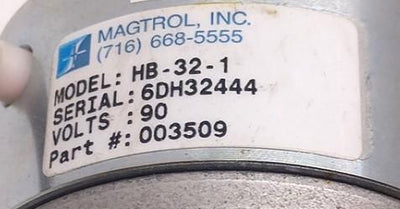 MAGTROL, INC.
(716) 668-5555
MODEL: HB-32-1
SERIAL: 6DH32444
VOLTS : 90
Part #: 003509